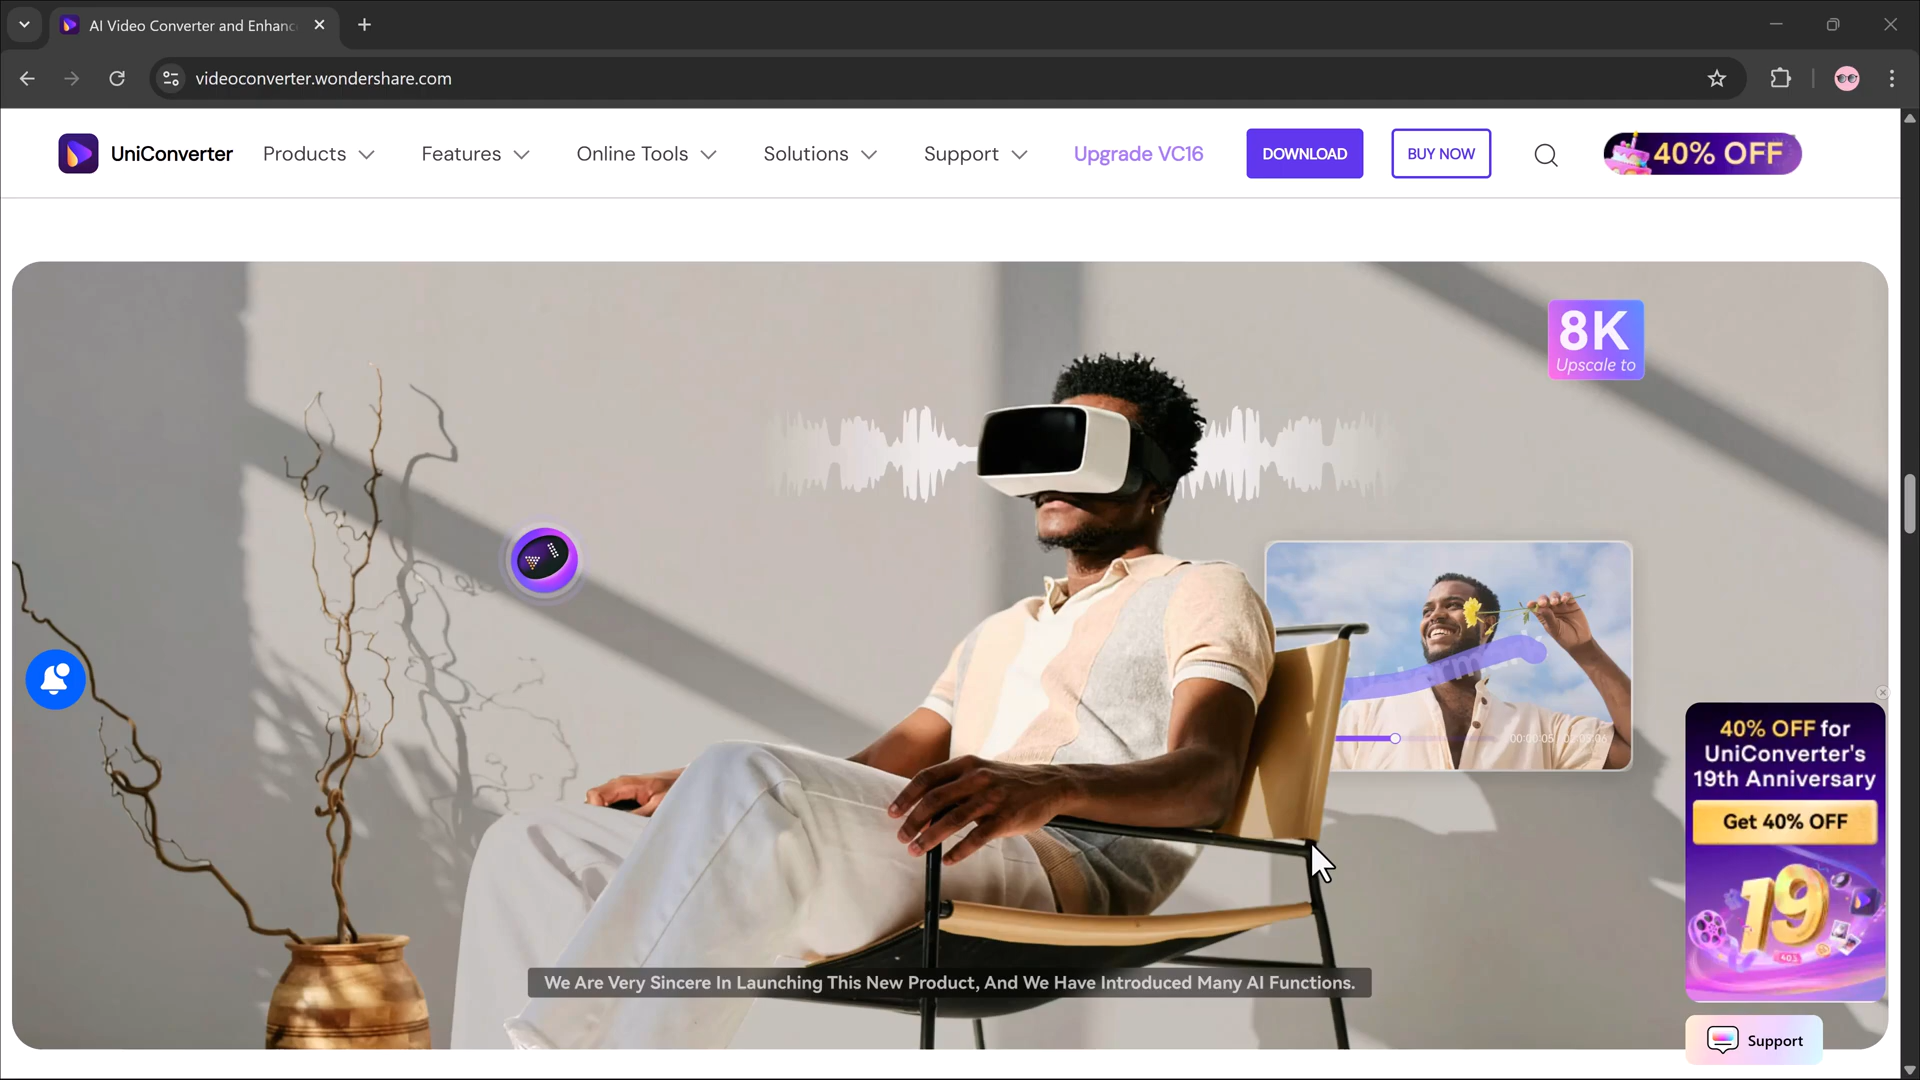 AI Video Converter and Enhanc
videoconverter.wondershare.com
UniConverter
Products
Features
Online Tools
Solutions
Support
Upgrade VC16
DOWNLOAD
BUY NOW
40% OFF
8K
Upscale to
We Are Very Sincere In Launching This New Product, And We Have Introduced Many AI Functions.
40% OFF for
UniConverter's
19th Anniversary
Get 40% OFF
19
Support